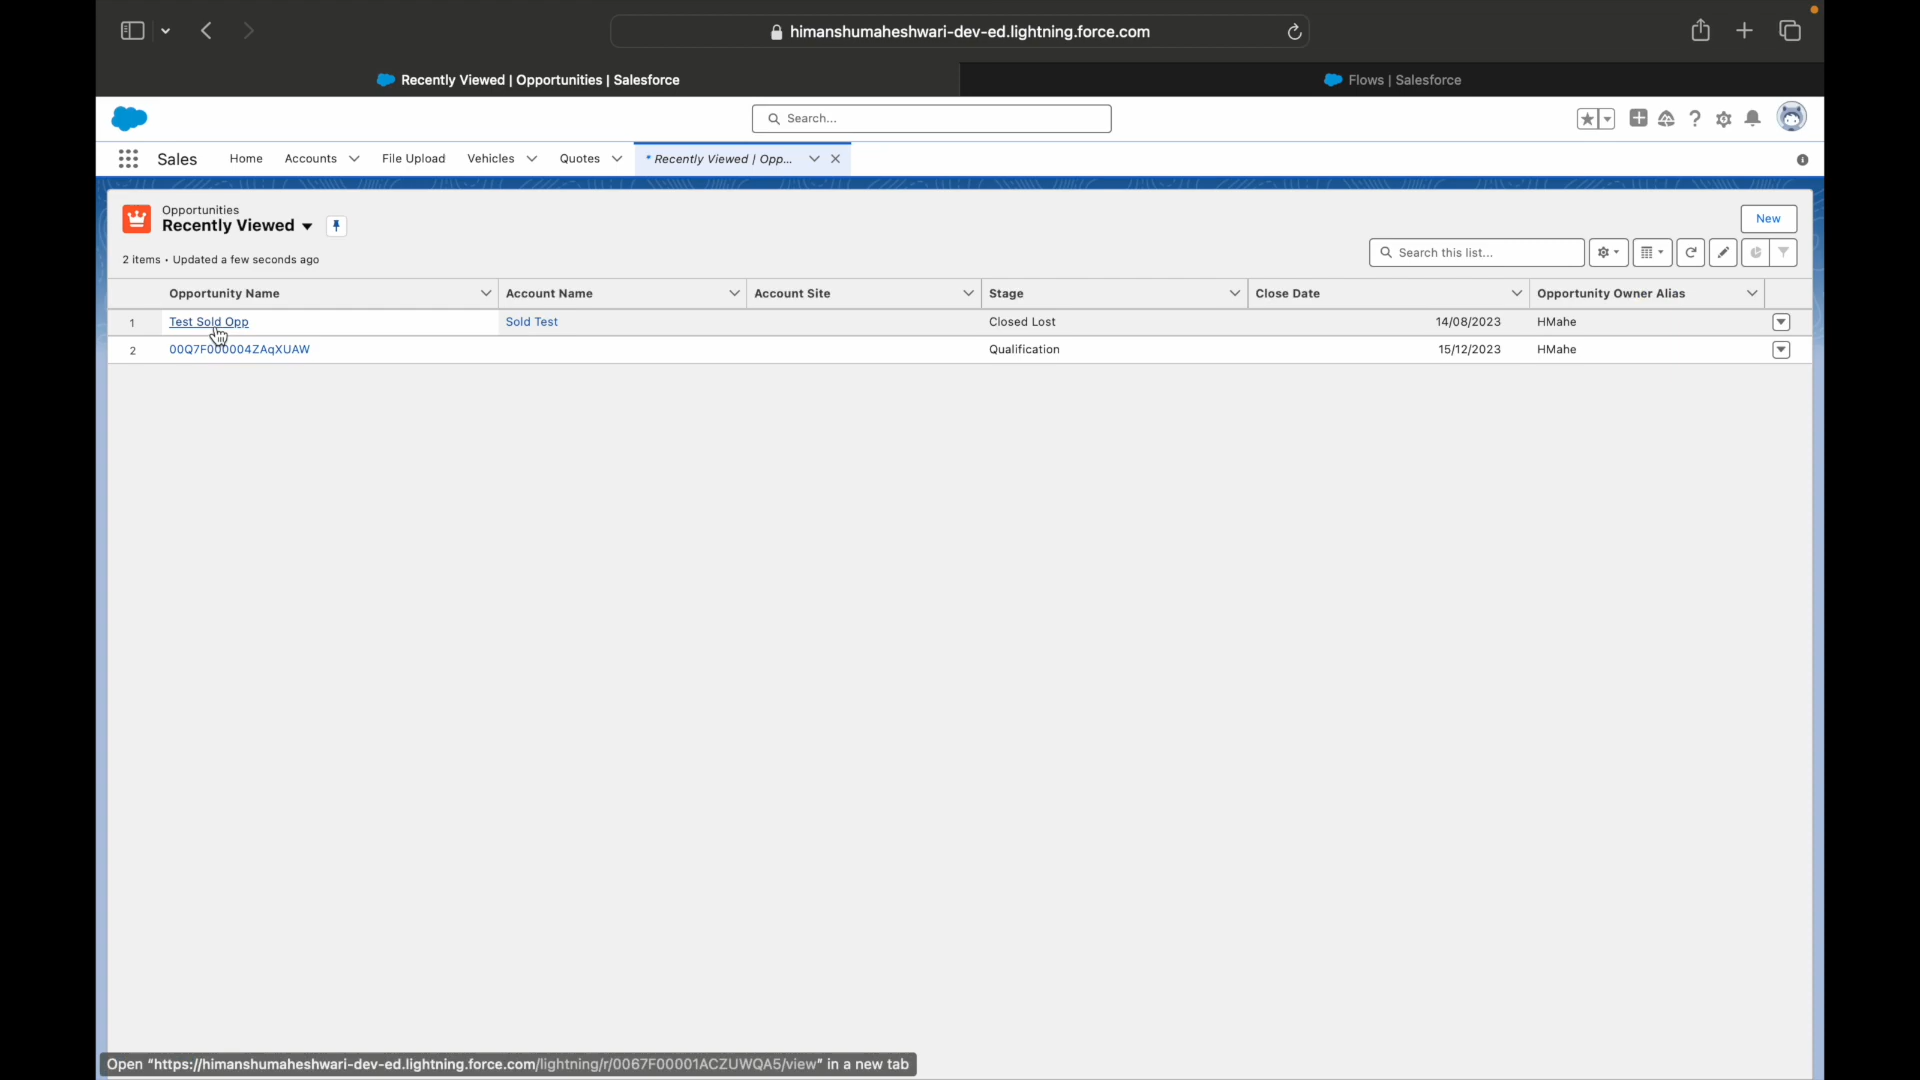 himanshumaheshwari-dev-ed.lightning.force.com
Recently Viewed | Opportunities | Salesforce
Flows | Salesforce
Search...
Sales Home Accounts File Upload Vehicles Quotes * Recently Viewed | Opp...
Opportunities
Recently Viewed
New
2 items • Updated a few seconds ago
Search this list...
Opportunity Name Account Name Account Site Stage Close Date Opportunity Owner Alias
1 Test Sold Opp Sold Test Closed Lost 14/08/2023 HMahe
2 00Q7F000004ZAqXUAW Qualification 15/12/2023 HMahe
Open “https://himanshumaheshwari-dev-ed.lightning.force.com/lightning/r/0067F00001ACZUWQA5/view” in a new tab